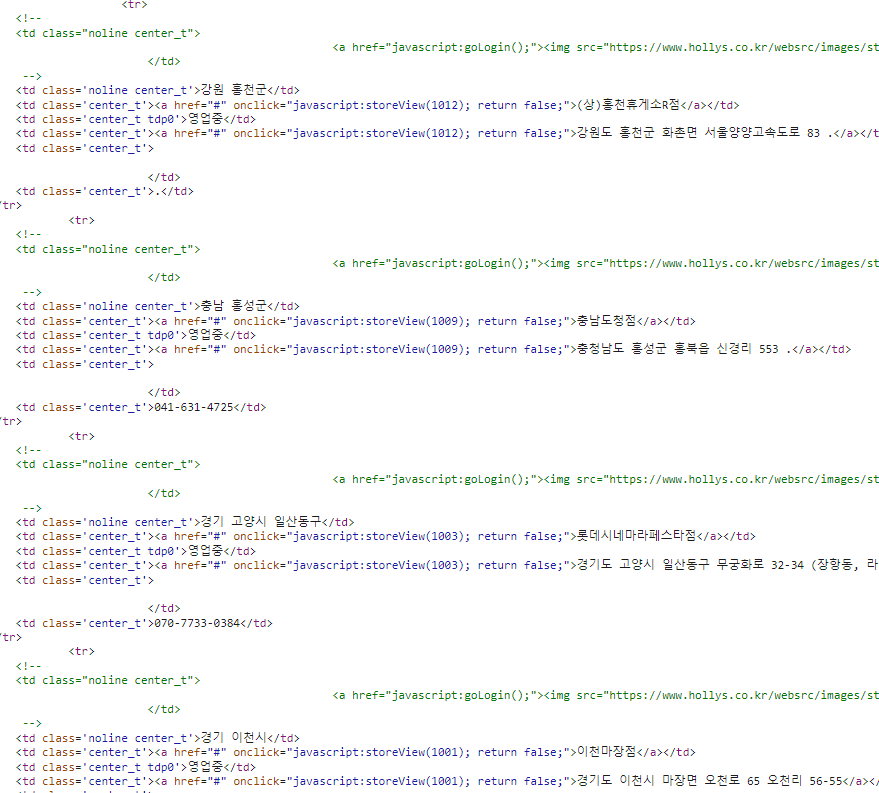 <tr>
<!--
<td class="noline center_t">
<a href="javascript:goLogin();"><img src="https://www.hollys.co.kr/websrc/images/st
</td>
-->
<td class='noline center_t'>강원 홍천군</td>
<td class='center_t'><a href="#" onclick="javascript:storeView(1012); return false;">(상)홍천휴게소R점</a></td>
<td class='center_t tdp0'>영업중</td>
<td class='center_t'><a href="#" onclick="javascript:storeView(1012); return false;">강원도 홍천군 화촌면 서울양양고속도로 83 .</a></t
<td class='center_t'>
</td>
<td class='center_t'>.</td>
/tr>
<tr>
<!--
<td class="noline center_t">
<a href="javascript:goLogin();"><img src="https://www.hollys.co.kr/websrc/images/st
</td>
-->
<td class='noline center_t'>충남 홍성군</td>
<td class='center_t'><a href="#" onclick="javascript:storeView(1009); return false;">충남도청점</a></td>
<td class='center_t tdp0'>영업중</td>
<td class='center_t'><a href="#" onclick="javascript:storeView(1009); return false;">충청남도 홍성군 홍북읍 신경리 553 .</a></td>
<td class='center_t'>
</td>
<td class='center_t'>041-631-4725</td>
/tr>
<tr>
<!--
<td class="noline center_t">
<a href="javascript:goLogin();"><img src="https://www.hollys.co.kr/websrc/images/st
</td>
-->
<td class='noline center_t'>경기 고양시 일산동구</td>
<td class='center_t'><a href="#" onclick="javascript:storeView(1003); return false;">롯데시네마라페스타점</a></td>
<td class='center_t tdp0'>영업중</td>
<td class='center_t'><a href="#" onclick="javascript:storeView(1003); return false;">경기도 고양시 일산동구 무궁화로 32-34 (장항동, 라
<td class='center_t'>
</td>
<td class='center_t'>070-7733-0384</td>
/tr>
<tr>
<!--
<td class="noline center_t">
<a href="javascript:goLogin();"><img src="https://www.hollys.co.kr/websrc/images/st
</td>
-->
<td class='noline center_t'>경기 이천시</td>
<td class='center_t'><a href="#" onclick="javascript:storeView(1001); return false;">이천마장점</a></td>
<td class='center_t tdp0'>영업중</td>
<td class='center_t'><a href="#" onclick="javascript:storeView(1001); return false;">경기도 이천시 마장면 오천로 65 오천리 56-55</a></